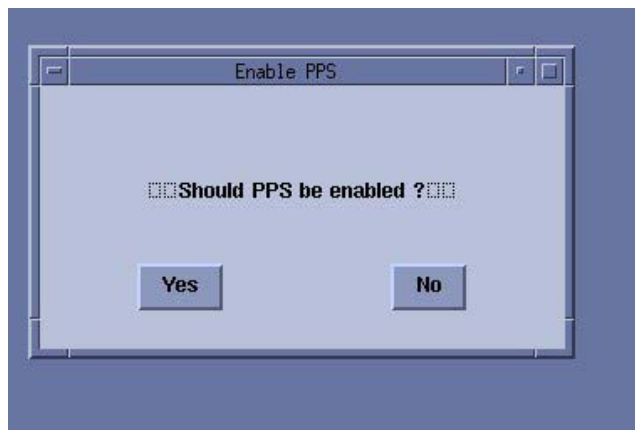 Enable PPS
Should PPS be enabled ?
Yes
No